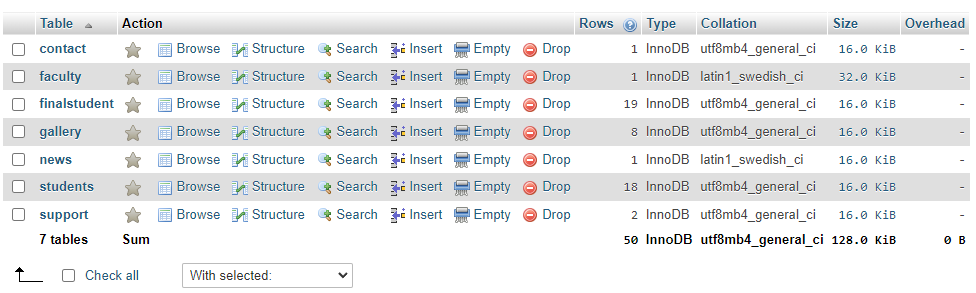 Table Action Rows Type Collation Size Overhead
contact Browse Structure Search Insert Empty Drop 1 InnoDB utf8mb4_general_ci 16.0 KiB -
faculty Browse Structure Search Insert Empty Drop 1 InnoDB latin1_swedish_ci 32.0 KiB -
finalstudent Browse Structure Search Insert Empty Drop 19 InnoDB utf8mb4_general_ci 16.0 KiB -
gallery Browse Structure Search Insert Empty Drop 8 InnoDB utf8mb4_general_ci 16.0 KiB -
news Browse Structure Search Insert Empty Drop 1 InnoDB latin1_swedish_ci 16.0 KiB -
students Browse Structure Search Insert Empty Drop 18 InnoDB utf8mb4_general_ci 16.0 KiB -
support Browse Structure Search Insert Empty Drop 2 InnoDB utf8mb4_general_ci 16.0 KiB -
7 tables Sum 50 InnoDB utf8mb4_general_ci 128.0 KiB 0 B
Check all With selected: